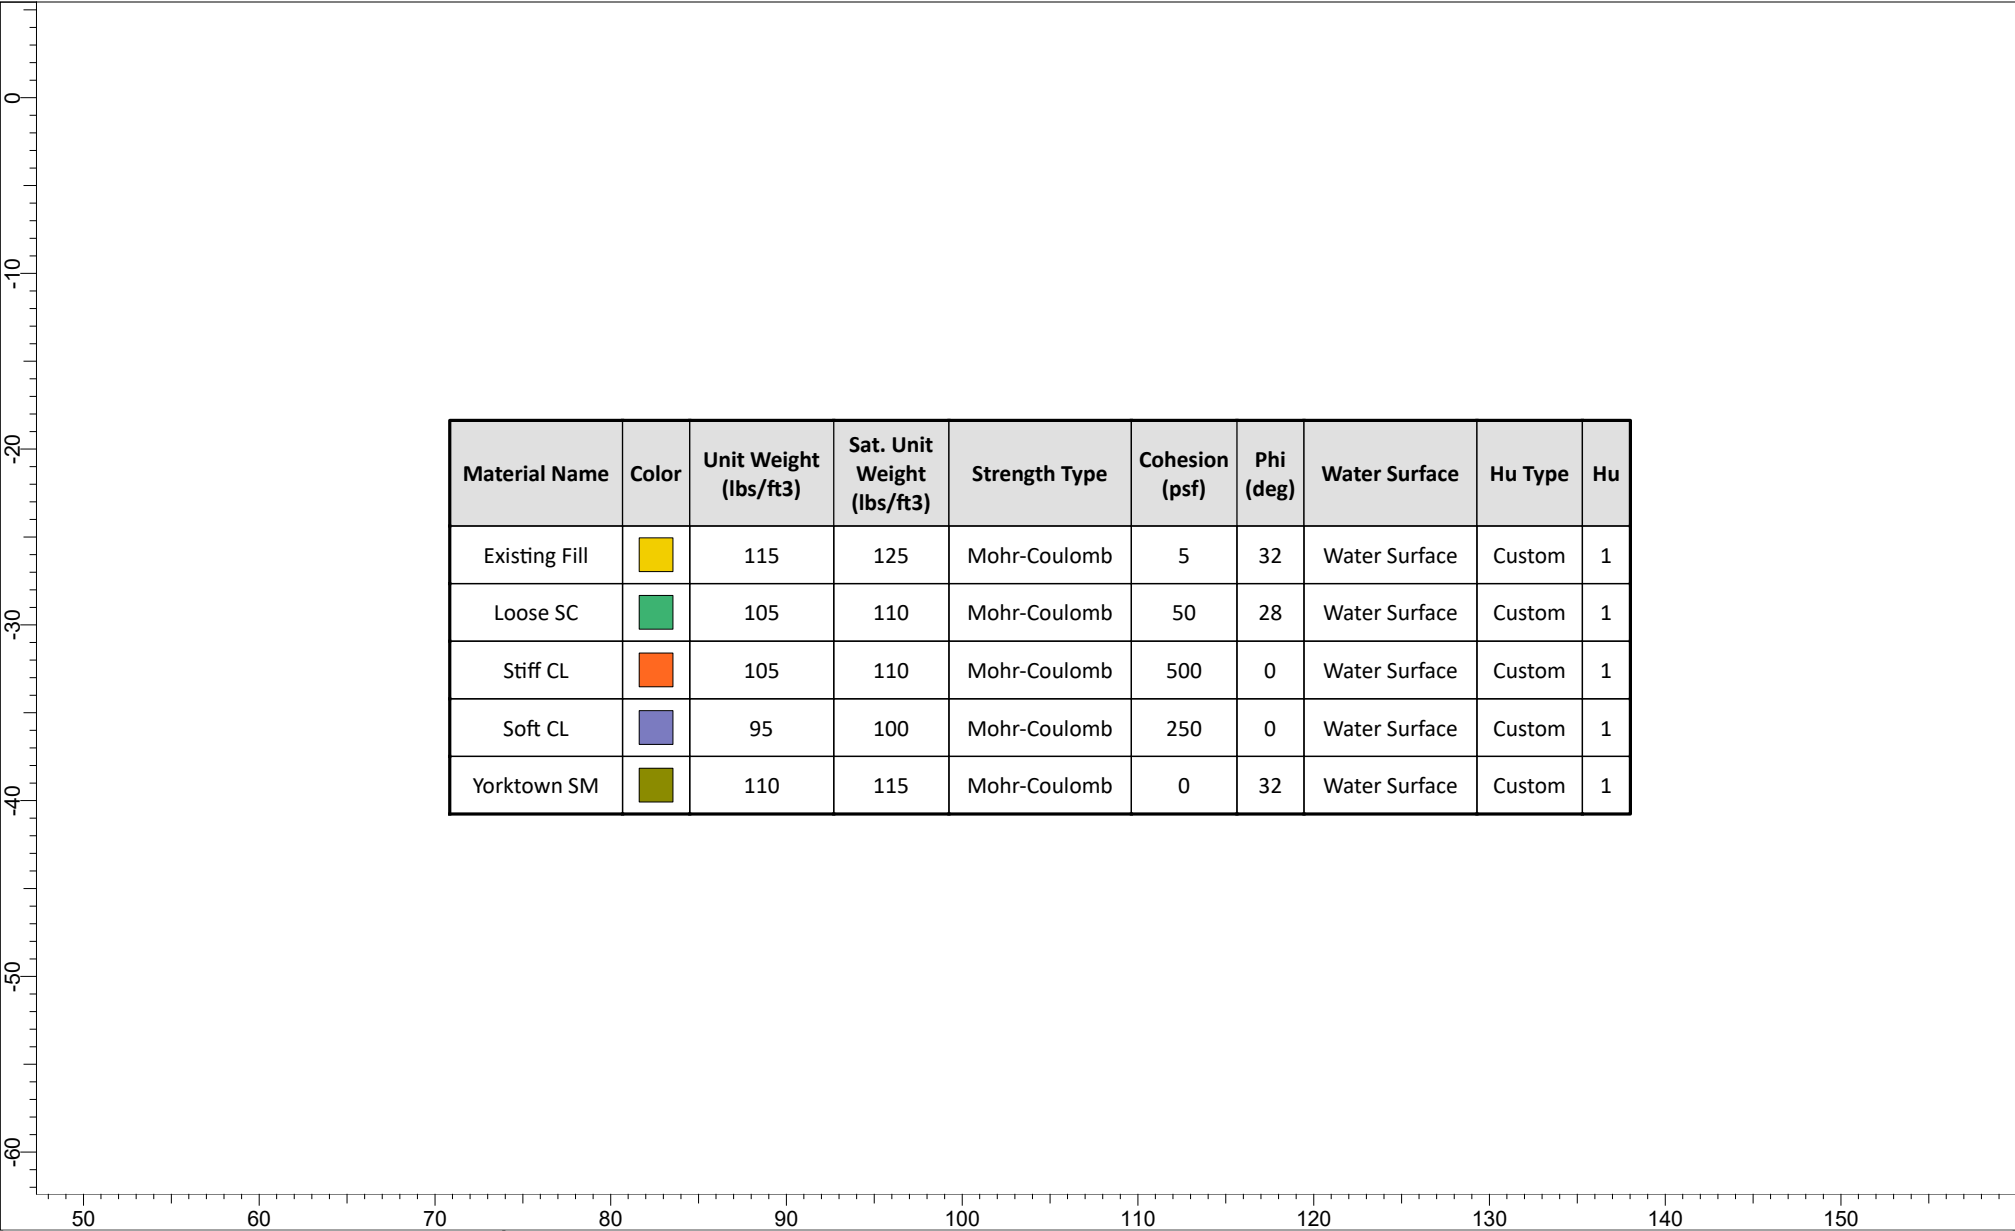 0
-10
-20
-30
-40
-50
-60
Material Name Color Unit Weight (lbs/ft3) Sat. Unit Weight (lbs/ft3) Strength Type Cohesion (psf) Phi (deg) Water Surface Hu Type Hu
Existing Fill 115 125 Mohr-Coulomb 5 32 Water Surface Custom 1
Loose SC 105 110 Mohr-Coulomb 50 28 Water Surface Custom 1
Stiff CL 105 110 Mohr-Coulomb 500 0 Water Surface Custom 1
Soft CL 95 100 Mohr-Coulomb 250 0 Water Surface Custom 1
Yorktown SM 110 115 Mohr-Coulomb 0 32 Water Surface Custom 1
50 60 70 80 90 100 110 120 130 140 150